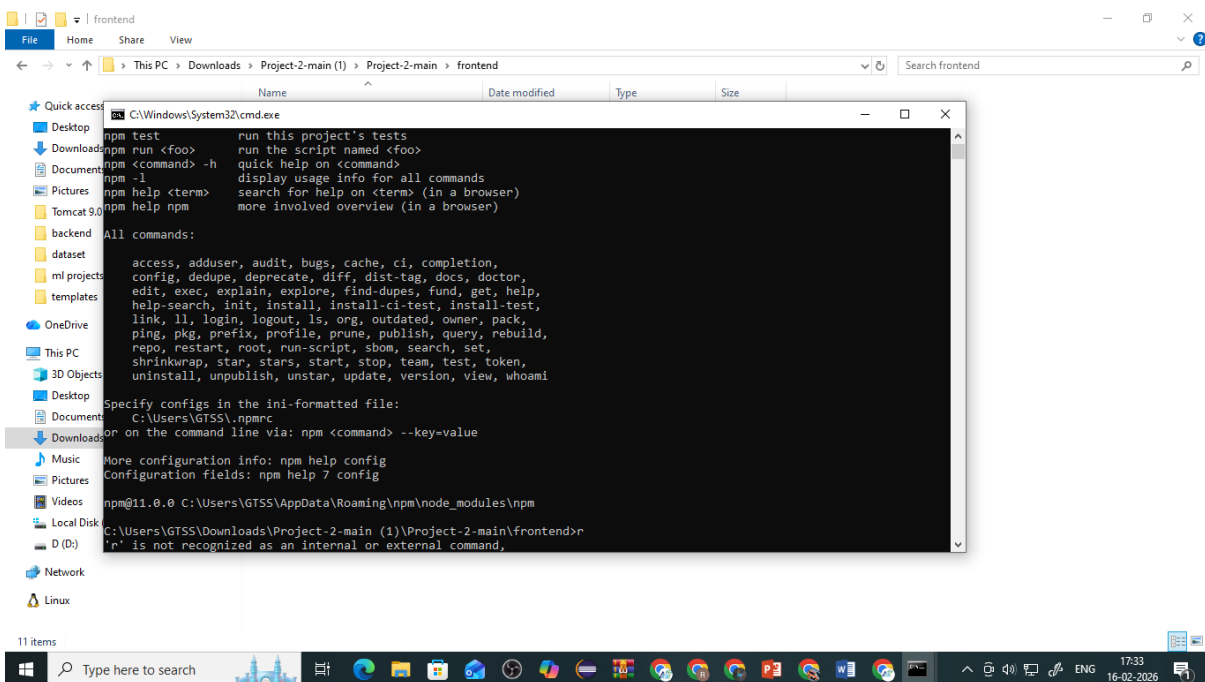 frontend
File Home Share View
This PC > Downloads > Project-2-main (1) > Project-2-main > frontend
Search frontend
Name Date modified Type Size
Quick access
Desktop
Downloads
Documents
Pictures
Tomcat 9.0
backend
dataset
ml projects
templates
OneDrive
This PC
3D Objects
Desktop
Documents
Downloads
Music
Pictures
Videos
Local Disk (
D (D:)
Network
Linux
C:\Windows\System32\cmd.exe
npm test run this project's tests
npm run <foo> run the script named <foo>
npm <command> -h quick help on <command>
npm -l display usage info for all commands
npm help <term> search for help on <term> (in a browser)
npm help npm more involved overview (in a browser)
All commands:
access, adduser, audit, bugs, cache, ci, completion,
config, dedupe, deprecate, diff, dist-tag, docs, doctor,
edit, exec, explain, explore, find-dupes, fund, get, help,
help-search, init, install, install-ci-test, install-test,
link, ll, login, logout, ls, org, outdated, owner, pack,
ping, pkg, prefix, profile, prune, publish, query, rebuild,
repo, restart, root, run-script, sbom, search, set,
shrinkwrap, star, stars, start, stop, team, test, token,
uninstall, unpublish, unstar, update, version, view, whoami
Specify configs in the ini-formatted file:
C:\Users\GTSS\.npmrc
or on the command line via: npm <command> --key=value
More configuration info: npm help config
Configuration fields: npm help 7 config
npm@11.0.0 C:\Users\GTSS\AppData\Roaming\npm\node_modules\npm
C:\Users\GTSS\Downloads\Project-2-main (1)\Project-2-main\frontend>r
'r' is not recognized as an internal or external command,
11 items
Type here to search
ENG
17:33
16-02-2026